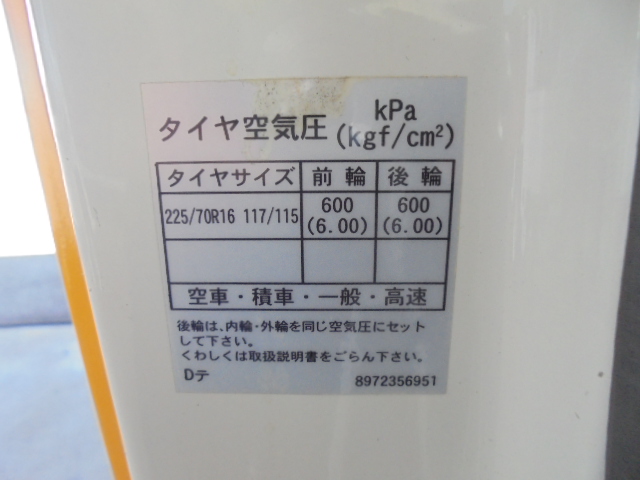 タイヤ空気圧 kPa (kgf/cm²)
タイヤサイズ 前輪 後輪
225/70R16 117/115 600 (6.00) 600 (6.00)
空車・積車・一般・高速
後輪は、内輪・外輪を同じ空気圧にセット
して下さい。
くわしくは取扱説明書をごらん下さい。
Dテ 8972356951